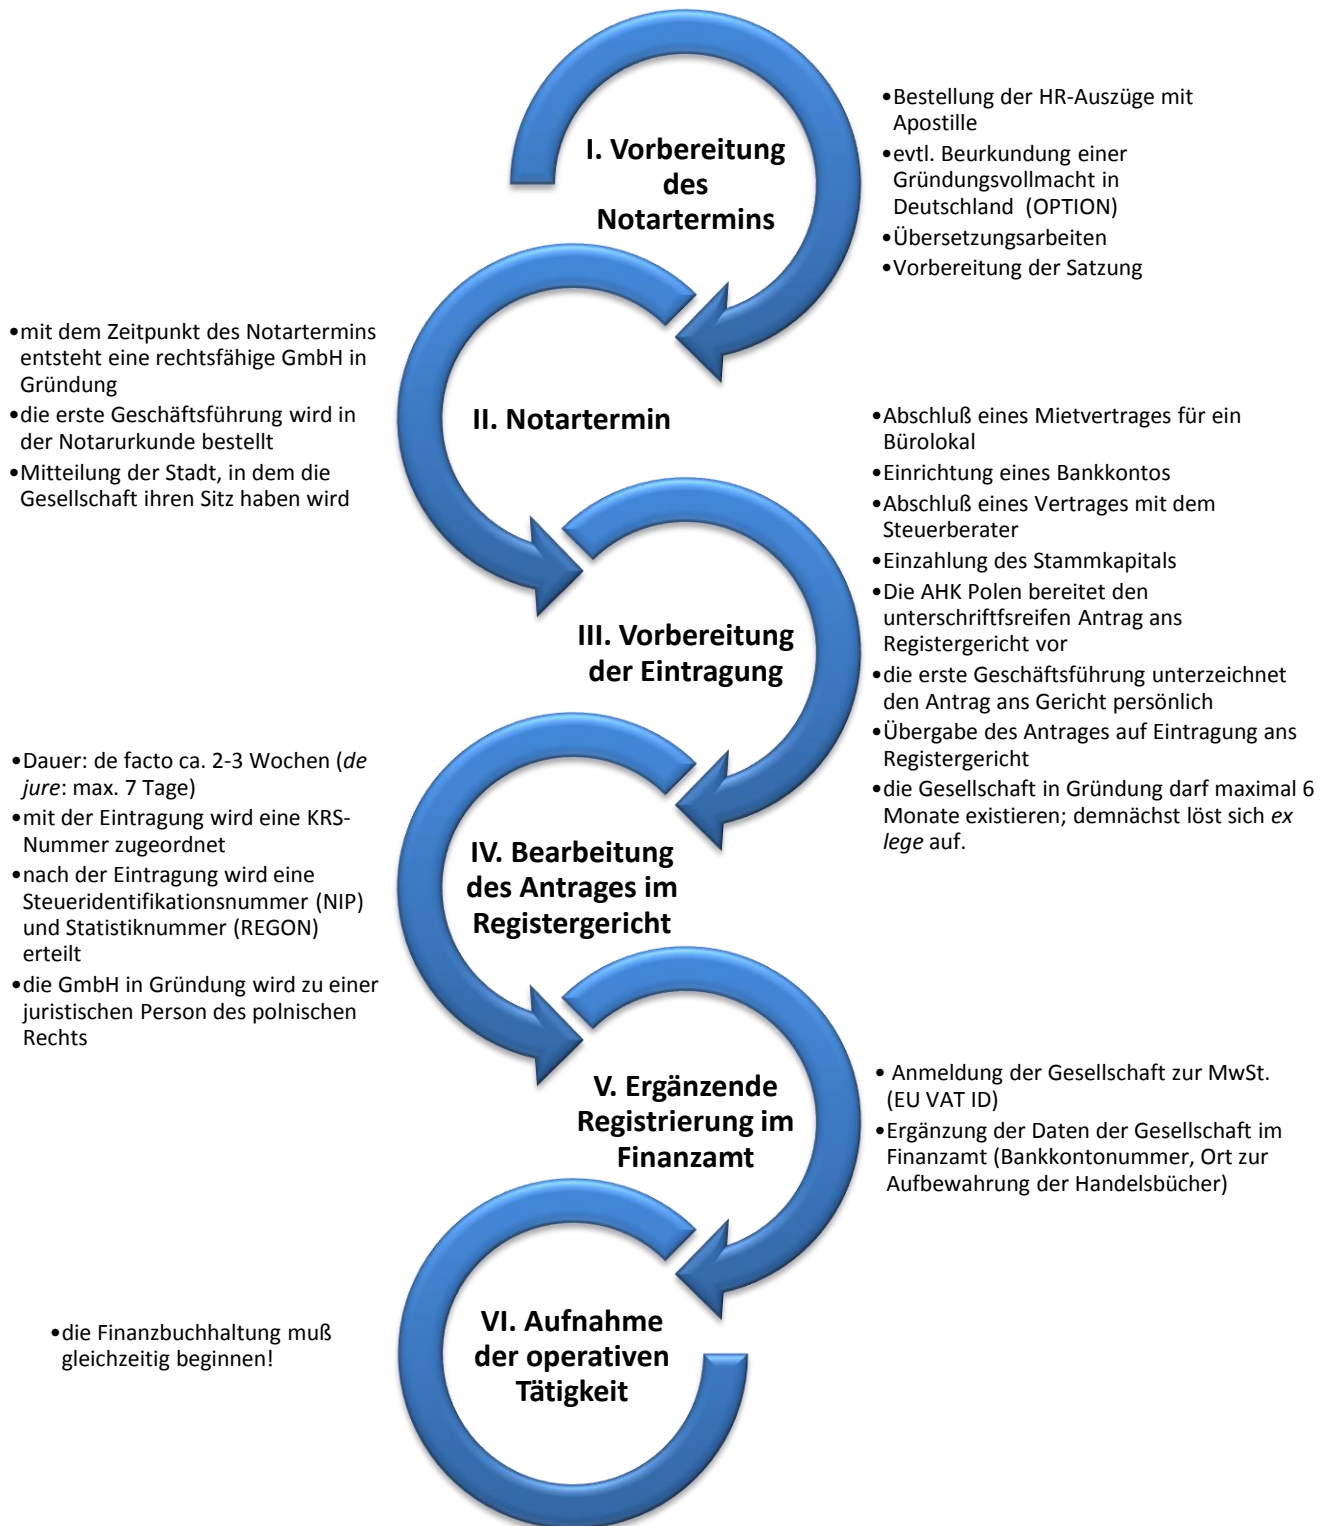 I. Vorbereitung
des
Notartermins
•Bestellung der HR-Auszüge mit
Apostille
•evtl. Beurkundung einer
Gründungsvollmacht in
Deutschland (OPTION)
•Übersetzungsarbeiten
•Vorbereitung der Satzung
II. Notartermin
•mit dem Zeitpunkt des Notartermins
entsteht eine rechtsfähige GmbH in
Gründung
•die erste Geschäftsführung wird in
der Notarurkunde bestellt
•Mitteilung der Stadt, in dem die
Gesellschaft ihren Sitz haben wird
III. Vorbereitung
der Eintragung
•Abschluß eines Mietvertrages für ein
Bürolokal
•Einrichtung eines Bankkontos
•Abschluß eines Vertrages mit dem
Steuerberater
•Einzahlung des Stammkapitals
•Die AHK Polen bereitet den
unterschriftfsreifen Antrag ans
Registergericht vor
•die erste Geschäftsführung unterzeichnet
den Antrag ans Gericht persönlich
•Übergabe des Antrages auf Eintragung ans
Registergericht
•die Gesellschaft in Gründung darf maximal 6
Monate existieren; demnächst löst sich ex
lege auf.
IV. Bearbeitung
des Antrages im
Registergericht
•Dauer: de facto ca. 2-3 Wochen (de
jure: max. 7 Tage)
•mit der Eintragung wird eine KRS-
Nummer zugeordnet
•nach der Eintragung wird eine
Steueridentifikationsnummer (NIP)
und Statistiknummer (REGON)
erteilt
•die GmbH in Gründung wird zu einer
juristischen Person des polnischen
Rechts
V. Ergänzende
Registrierung im
Finanzamt
• Anmeldung der Gesellschaft zur MwSt.
(EU VAT ID)
•Ergänzung der Daten der Gesellschaft im
Finanzamt (Bankkontonummer, Ort zur
Aufbewahrung der Handelsbücher)
VI. Aufnahme
der operativen
Tätigkeit
•die Finanzbuchhaltung muß
gleichzeitig beginnen!